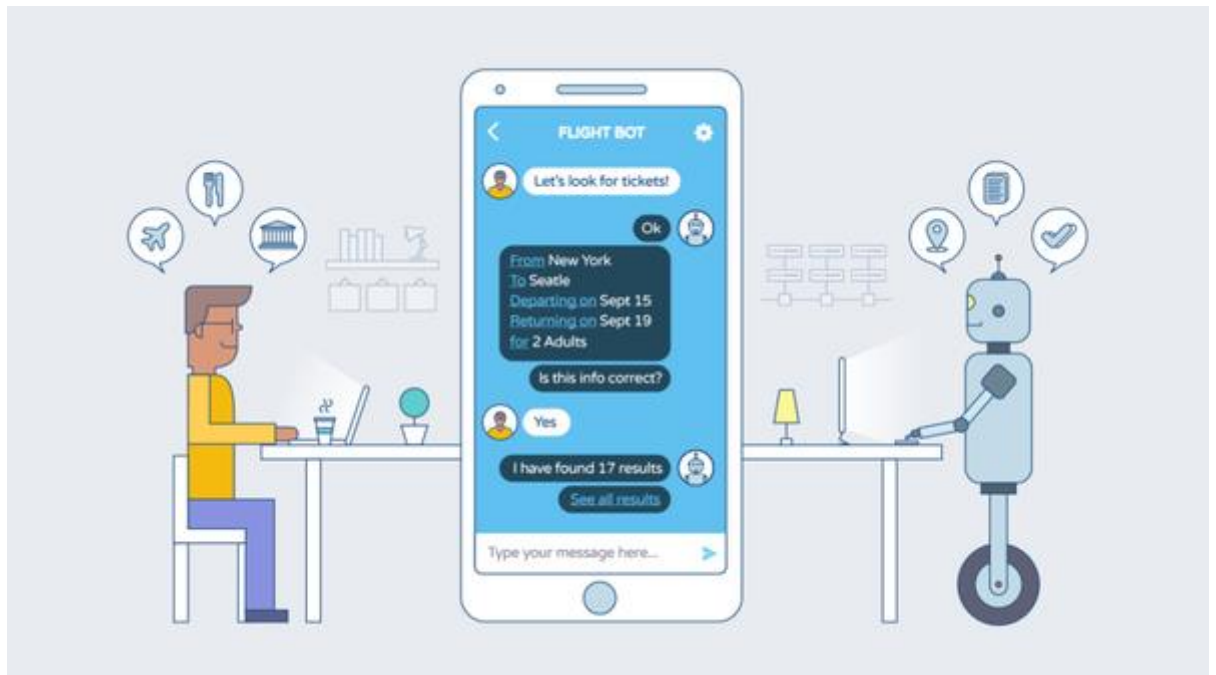 FLIGHT BOT
Let's look for tickets!
Ok
From New York
To Seatle
Departing on Sept 15
Returning on Sept 19
for 2 Adults
Is this info correct?
Yes
I have found 17 results
See all results
Type your message here...